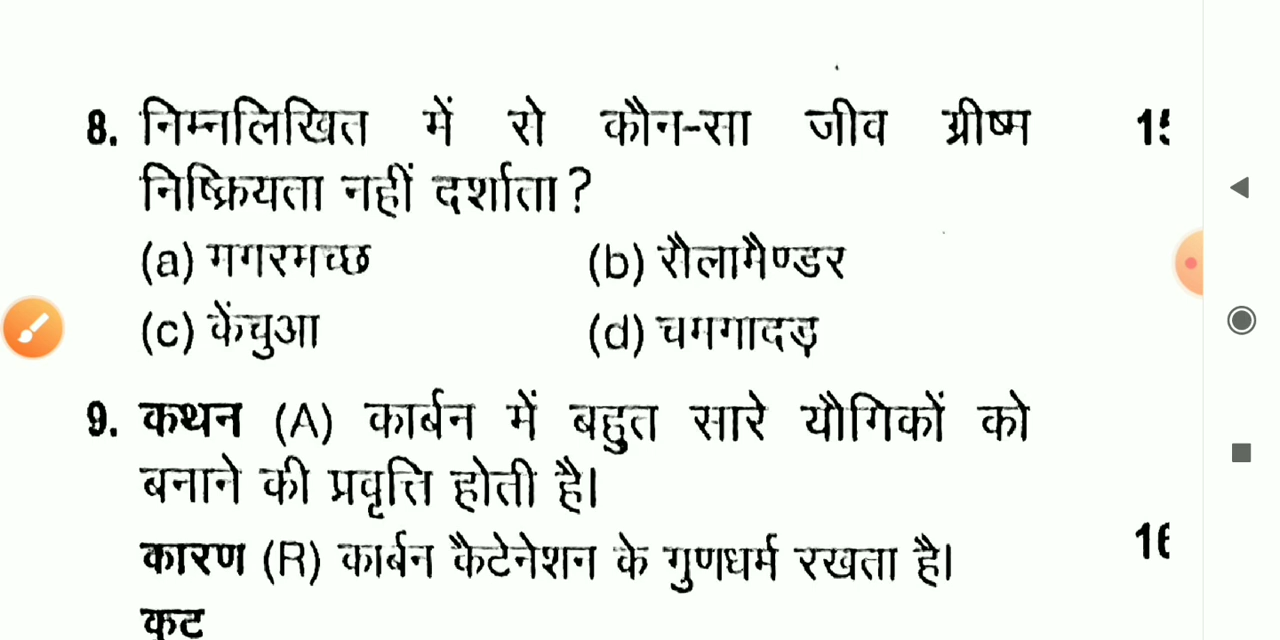 8. निम्नलिखित में से कौन-सा जीव ग्रीष्म
निष्क्रियता नहीं दर्शाता?
(a) मगरमच्छ (b) सैलामैण्डर
(c) केंचुआ (d) चमगादड़
9. कथन (A) कार्बन में बहुत सारे यौगिकों को
बनाने की प्रवृत्ति होती है।
कारण (R) कार्बन कैटेनेशन के गुणधर्म रखता है।
कूट